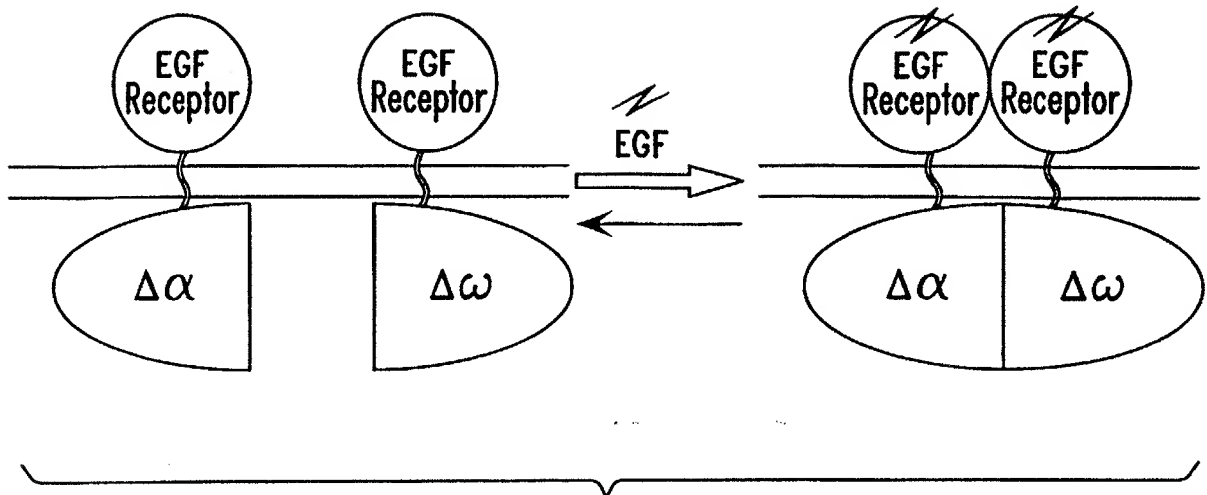 EGF
Receptor
EGF
Receptor
EGF
EGF
Receptor
EGF
Receptor
Δα
Δω
Δα
Δω